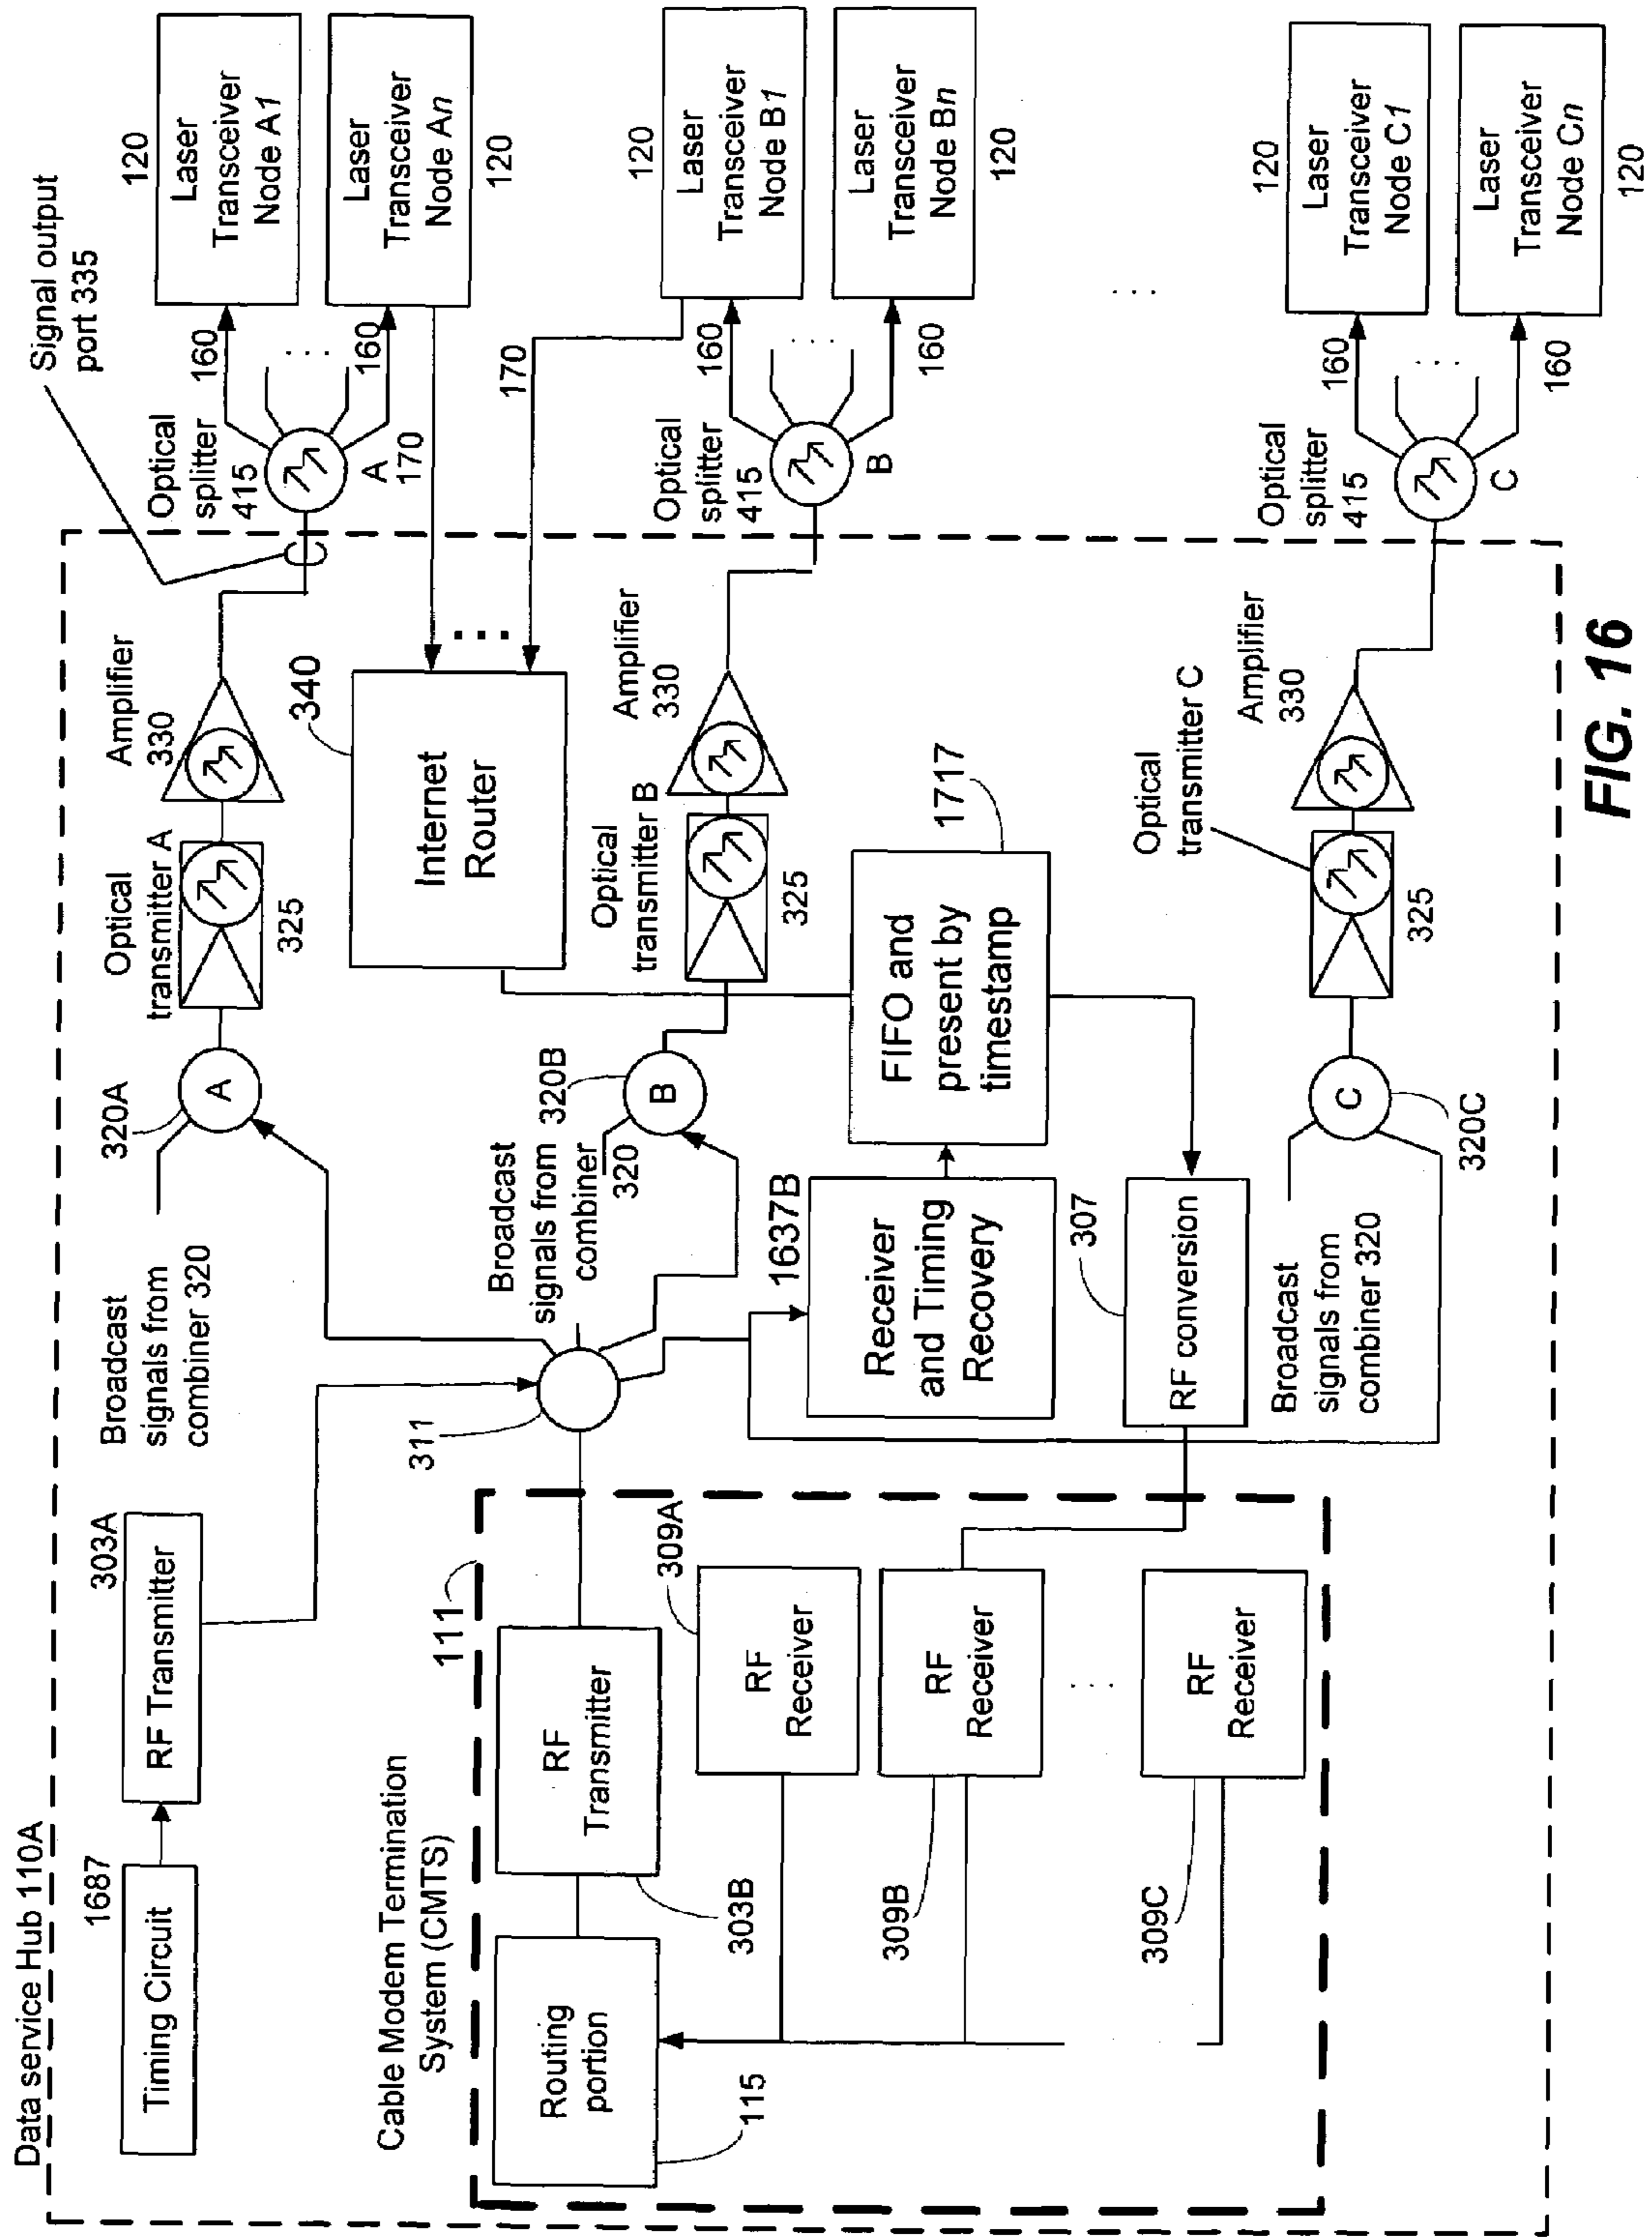 Data service Hub 110A
1687
Timing Circuit
303A
RF Transmitter
Broadcast
signals from
combiner 320
320A
A
Optical
transmitter A
325
Amplifier
330
Signal output
port 335
Optical
splitter
415
A
160
. . .
160
170
120
Laser
Transceiver
Node A1
Laser
Transceiver
Node An
120
Cable Modem Termination
System (CMTS)
111
Routing
portion
115
RF
Transmitter
303B
309A
RF
Receiver
RF
Receiver
309B
. . . .
RF
Receiver
309C
311
Broadcast
signals from
combiner
320
320B
B
Optical
transmitter B
325
Amplifier
330
340
Internet
Router
...
170
Optical
splitter
415
B
160
. . .
160
120
Laser
Transceiver
Node B1
Laser
Transceiver
Node Bn
120
. . .
1637B
Receiver
and Timing
Recovery
FIFO and
present by
timestamp
1717
307
RF conversion
Broadcast
signals from
combiner 320
C
320C
Optical
transmitter C
325
Amplifier
330
Optical
splitter
415
C
160
. . .
160
120
Laser
Transceiver
Node C1
Laser
Transceiver
Node Cn
120
FIG. 16